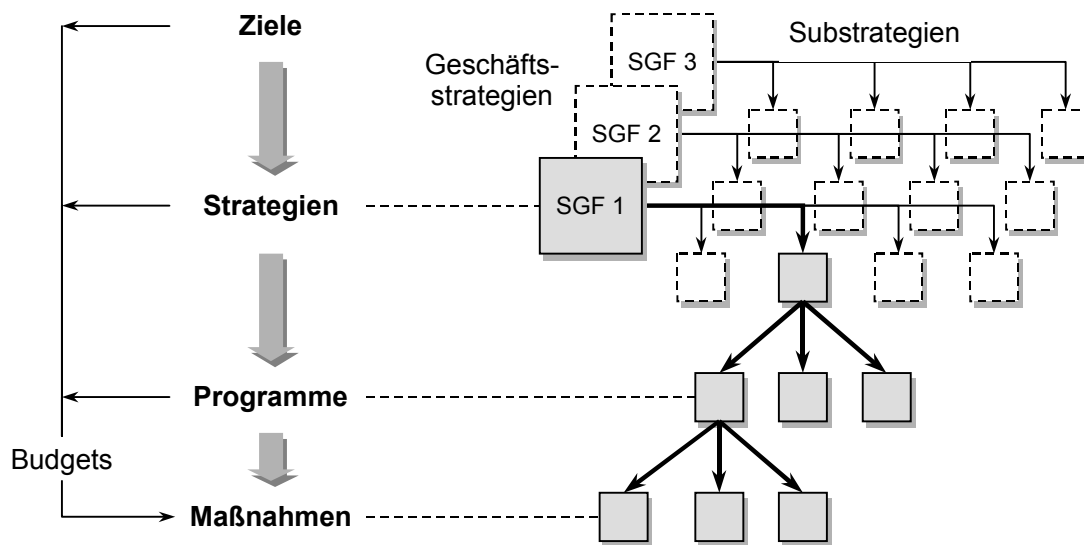 Ziele
Substrategien
SGF 3
Geschäfts-
strategien
SGF 2
Strategien
SGF 1
Programme
Budgets
Maßnahmen